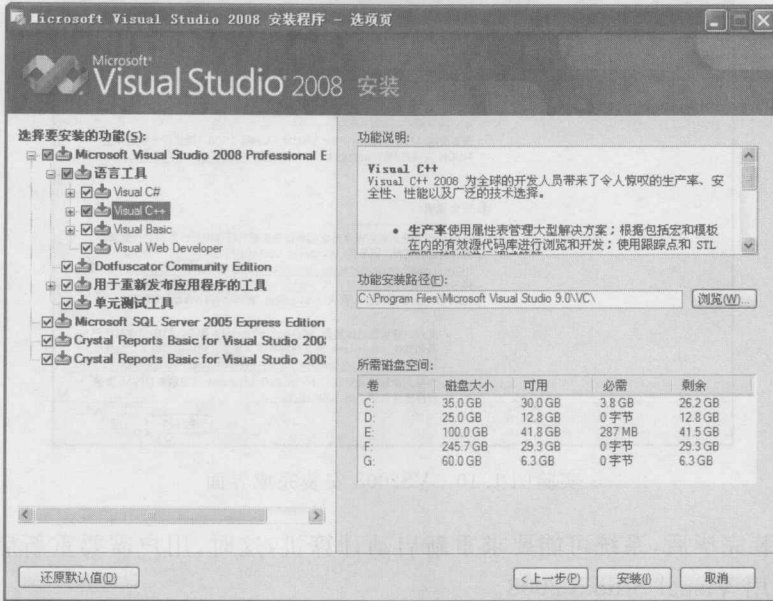 Microsoft Visual Studio 2008 安装程序 - 选项页
Microsoft®
Visual Studio® 2008 安装
选择要安装的功能(S):
Microsoft Visual Studio 2008 Professional E
语言工具
Visual C#
Visual C++
Visual Basic
Visual Web Developer
Dotfuscator Community Edition
用于重新发布应用程序的工具
单元测试工具
Microsoft SQL Server 2005 Express Edition
Crystal Reports Basic for Visual Studio 200
Crystal Reports Basic for Visual Studio 200
功能说明:
Visual C++
Visual C++ 2008 为全球的开发人员带来了令人惊叹的生产率、安
全性、性能以及广泛的技术选择。
• 生产率使用属性表管理大型解决方案；根据包括宏和模板
在内的有效源代码库进行浏览和开发；使用跟踪点和 STL
功能安装路径(F):
C:\Program Files\Microsoft Visual Studio 9.0\VC\
浏览(W)...
所需磁盘空间:
卷 磁盘大小 可用 必需 剩余
C: 35.0 GB 30.0 GB 3.8 GB 26.2 GB
D: 25.0 GB 12.8 GB 0 字节 12.8 GB
E: 100.0 GB 41.8 GB 287 MB 41.5 GB
F: 245.7 GB 29.3 GB 0 字节 29.3 GB
G: 60.0 GB 6.3 GB 0 字节 6.3 GB
还原默认值(D)
<上一步(P)
安装(I)
取消